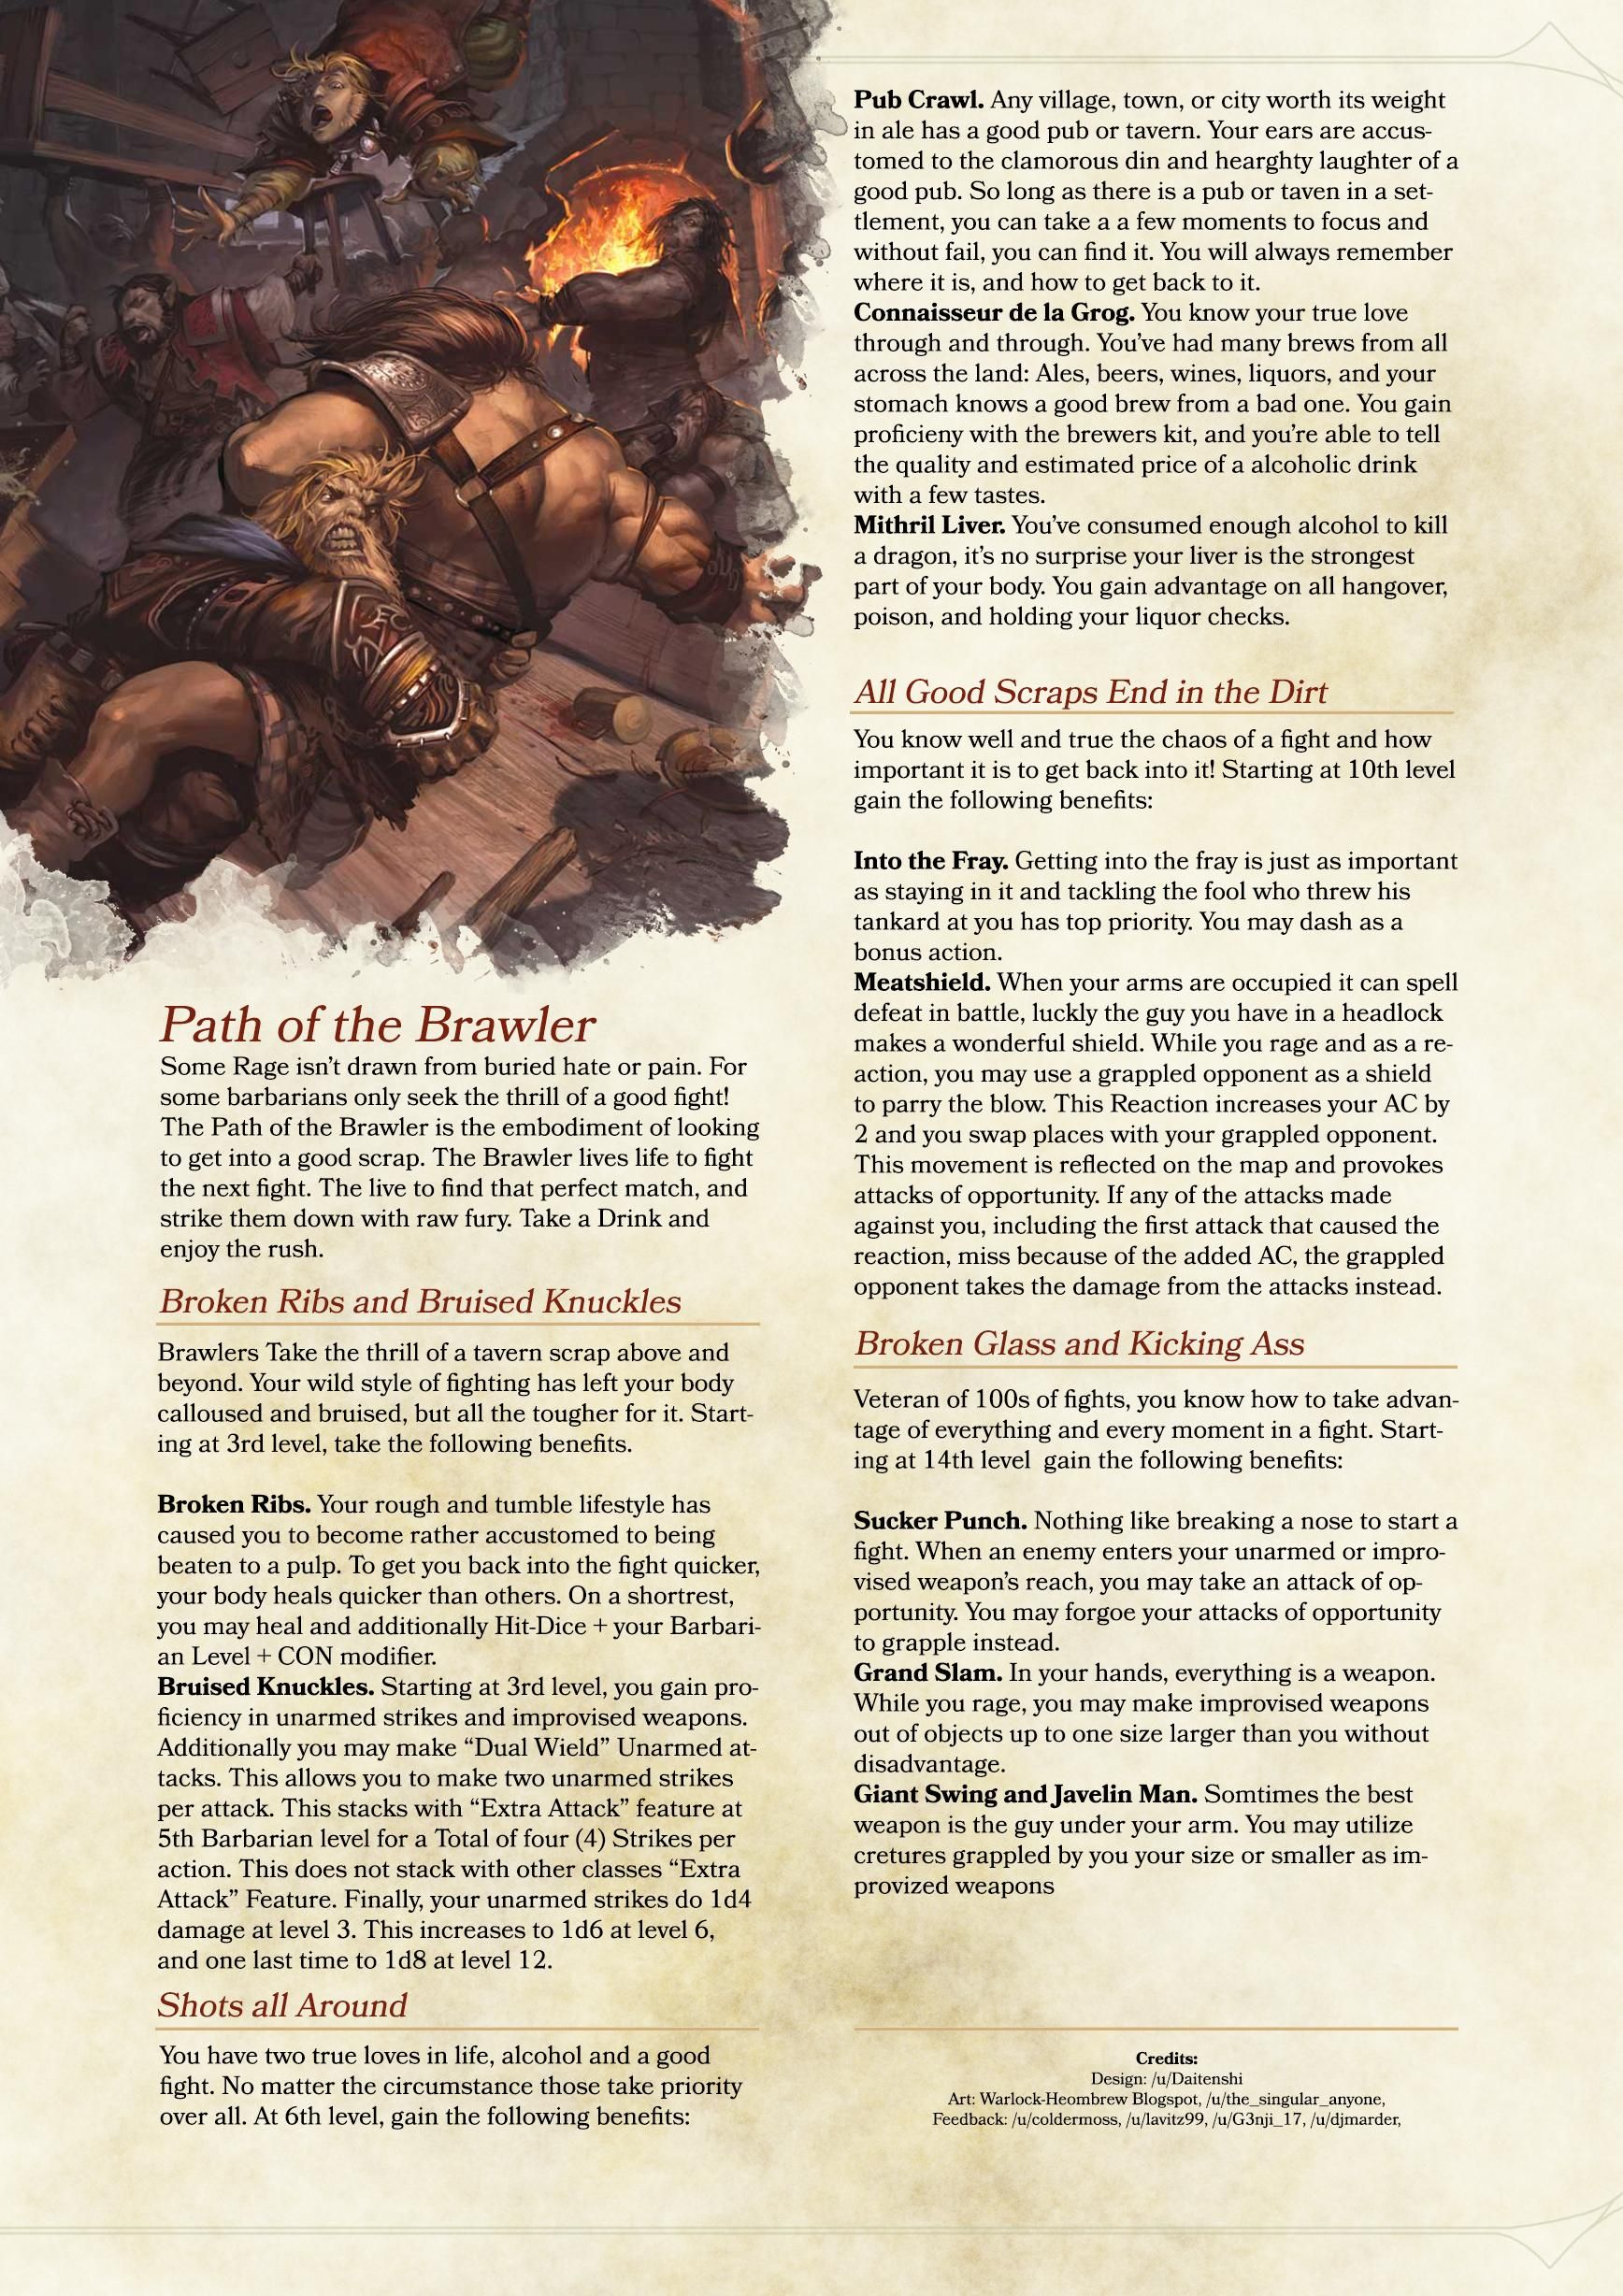 Path of the Brawler
Some Rage isn't drawn from buried hate or pain. For
some barbarians only seek the thrill of a good fight!
The Path of the Brawler is the embodiment of looking
to get into a good scrap. The Brawler lives life to fight
the next fight. The live to find that perfect match, and
strike them down with raw fury. Take a Drink and
enjoy the rush.
Broken Ribs and Bruised Knuckles
Brawlers Take the thrill of a tavern scrap above and
beyond. Your wild style of fighting has left your body
calloused and bruised, but all the tougher for it. Start-
ing at 3rd level, take the following benefits.
Broken Ribs. Your rough and tumble lifestyle has
caused you to become rather accustomed to being
beaten to a pulp. To get you back into the fight quicker,
your body heals quicker than others. On a shortrest,
you may heal and additionally Hit-Dice + your Barbari-
an Level + CON modifier.
Bruised Knuckles. Starting at 3rd level, you gain pro-
ficiency in unarmed strikes and improvised weapons.
Additionally you may make “Dual Wield” Unarmed at-
tacks. This allows you to make two unarmed strikes
per attack. This stacks with “Extra Attack” feature at
5th Barbarian level for a Total of four (4) Strikes per
action. This does not stack with other classes “Extra
Attack” Feature. Finally, your unarmed strikes do 1d4
damage at level 3. This increases to 1d6 at level 6,
and one last time to 1d8 at level 12.
Shots all Around
You have two true loves in life, alcohol and a good
fight. No matter the circumstance those take priority
over all. At 6th level, gain the following benefits:
Pub Crawl. Any village, town, or city worth its weight
in ale has a good pub or tavern. Your ears are accus-
tomed to the clamorous din and hearghty laughter of a
good pub. So long as there is a pub or taven in a set-
tlement, you can take a a few moments to focus and
without fail, you can find it. You will always remember
where it is, and how to get back to it.
Connaisseur de la Grog. You know your true love
through and through. You've had many brews from all
across the land: Ales, beers, wines, liquors, and your
stomach knows a good brew from a bad one. You gain
proficieny with the brewers kit, and you're able to tell
the quality and estimated price of a alcoholic drink
with a few tastes.
Mithril Liver. You've consumed enough alcohol to kill
a dragon, it's no surprise your liver is the strongest
part of your body. You gain advantage on all hangover,
poison, and holding your liquor checks.
All Good Scraps End in the Dirt
You know well and true the chaos of a fight and how
important it is to get back into it! Starting at 10th level
gain the following benefits:
Into the Fray. Getting into the fray is just as important
as staying in it and tackling the fool who threw his
tankard at you has top priority. You may dash as a
bonus action.
Meatshield. When your arms are occupied it can spell
defeat in battle, luckly the guy you have in a headlock
makes a wonderful shield. While you rage and as a re-
action, you may use a grappled opponent as a shield
to parry the blow. This Reaction increases your AC by
2 and you swap places with your grappled opponent.
This movement is reflected on the map and provokes
attacks of opportunity. If any of the attacks made
against you, including the first attack that caused the
reaction, miss because of the added AC, the grappled
opponent takes the damage from the attacks instead.
Broken Glass and Kicking Ass
Veteran of 100s of fights, you know how to take advan-
tage of everything and every moment in a fight. Start-
ing at 14th level gain the following benefits:
Sucker Punch. Nothing like breaking a nose to start a
fight. When an enemy enters your unarmed or impro-
vised weapon's reach, you may take an attack of op-
portunity. You may forgoe your attacks of opportunity
to grapple instead.
Grand Slam. In your hands, everything is a weapon.
While you rage, you may make improvised weapons
out of objects up to one size larger than you without
disadvantage.
Giant Swing and Javelin Man. Somtimes the best
weapon is the guy under your arm. You may utilize
cretures grappled by you your size or smaller as im-
provized weapons
Credits:
Design: /u/Daitenshi
Art: Warlock-Heombrew Blogspot, /u/the_singular_anyone,
Feedback: /u/coldermoss, /u/lavitz99, /u/G3nji_17, /u/djmarder,